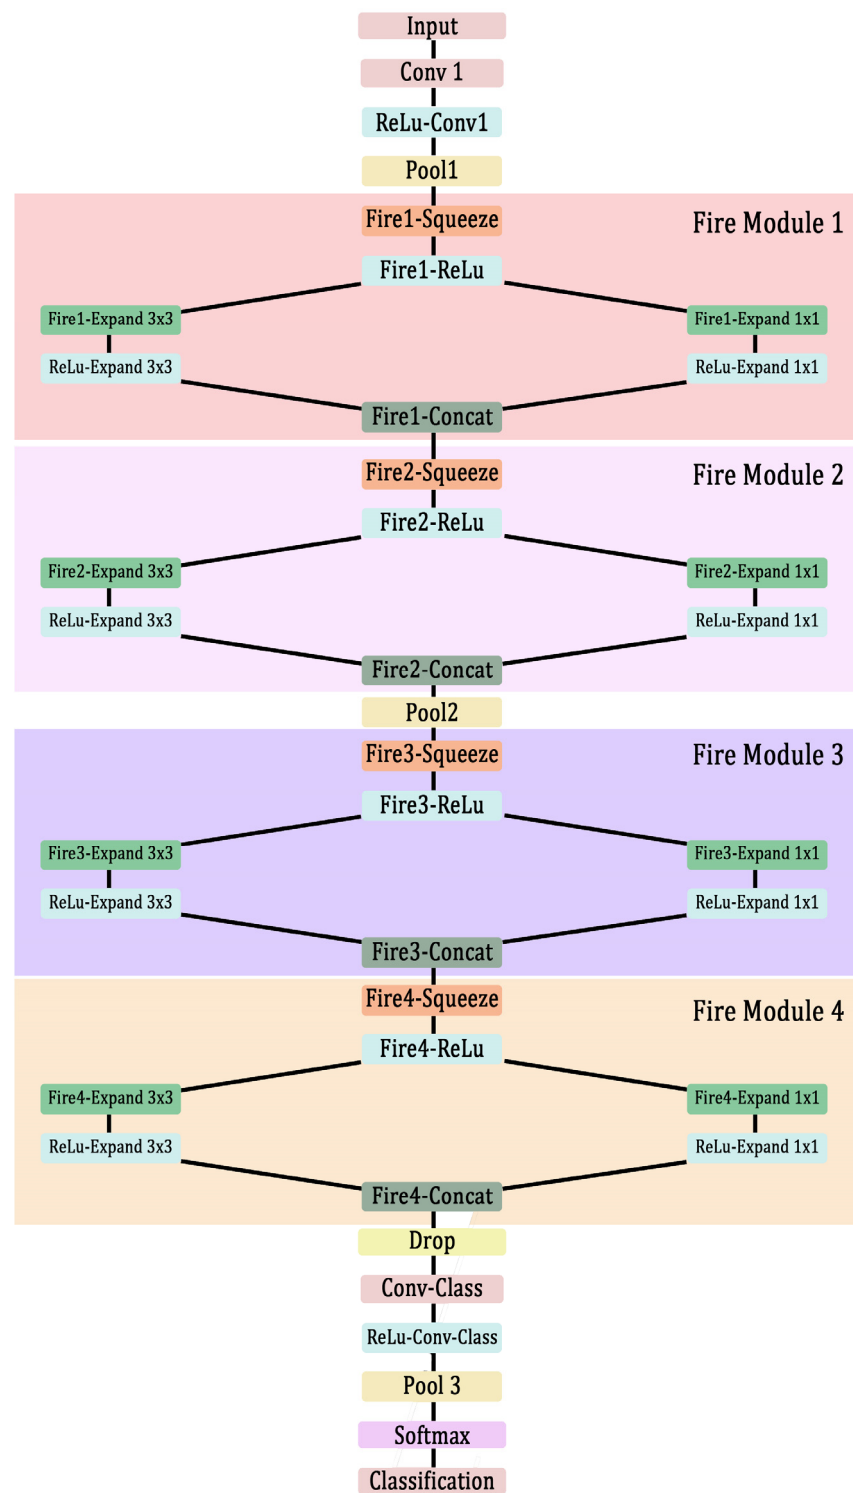 Input
Conv 1
ReLu-Conv1
Pool1
Fire1-Squeeze
Fire Module 1
Fire1-ReLu
Fire1-Expand 3x3
Fire1-Expand 1x1
ReLu-Expand 3x3
ReLu-Expand 1x1
Fire1-Concat
Fire2-Squeeze
Fire Module 2
Fire2-ReLu
Fire2-Expand 3x3
Fire2-Expand 1x1
ReLu-Expand 3x3
ReLu-Expand 1x1
Fire2-Concat
Pool2
Fire3-Squeeze
Fire Module 3
Fire3-ReLu
Fire3-Expand 3x3
Fire3-Expand 1x1
ReLu-Expand 3x3
ReLu-Expand 1x1
Fire3-Concat
Fire4-Squeeze
Fire Module 4
Fire4-ReLu
Fire4-Expand 3x3
Fire4-Expand 1x1
ReLu-Expand 3x3
ReLu-Expand 1x1
Fire4-Concat
Drop
Conv-Class
ReLu-Conv-Class
Pool 3
Softmax
Classification